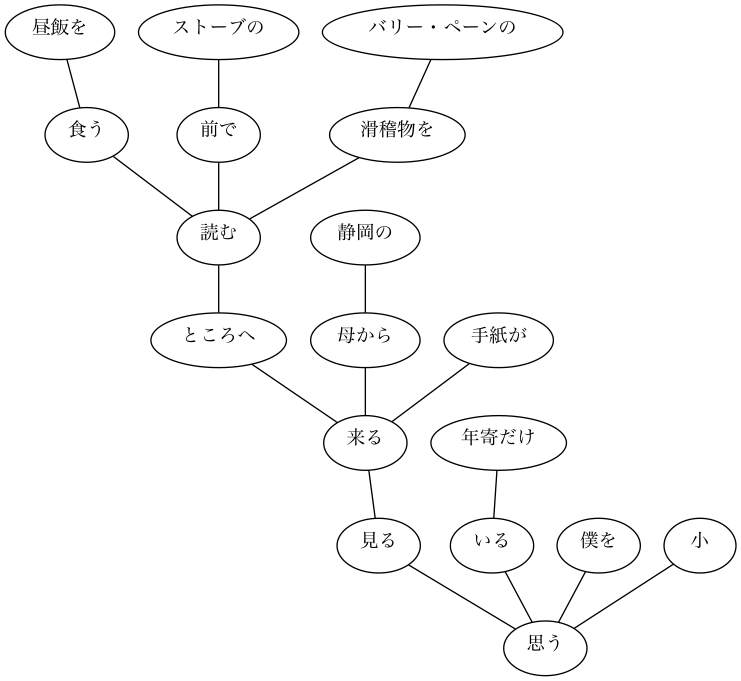 昼飯を
ストーブの
バリー・ペーンの
食う
前で
滑稽物を
読む
静岡の
ところへ
母から
手紙が
来る
年寄だけ
見る
いる
僕を
小
思う